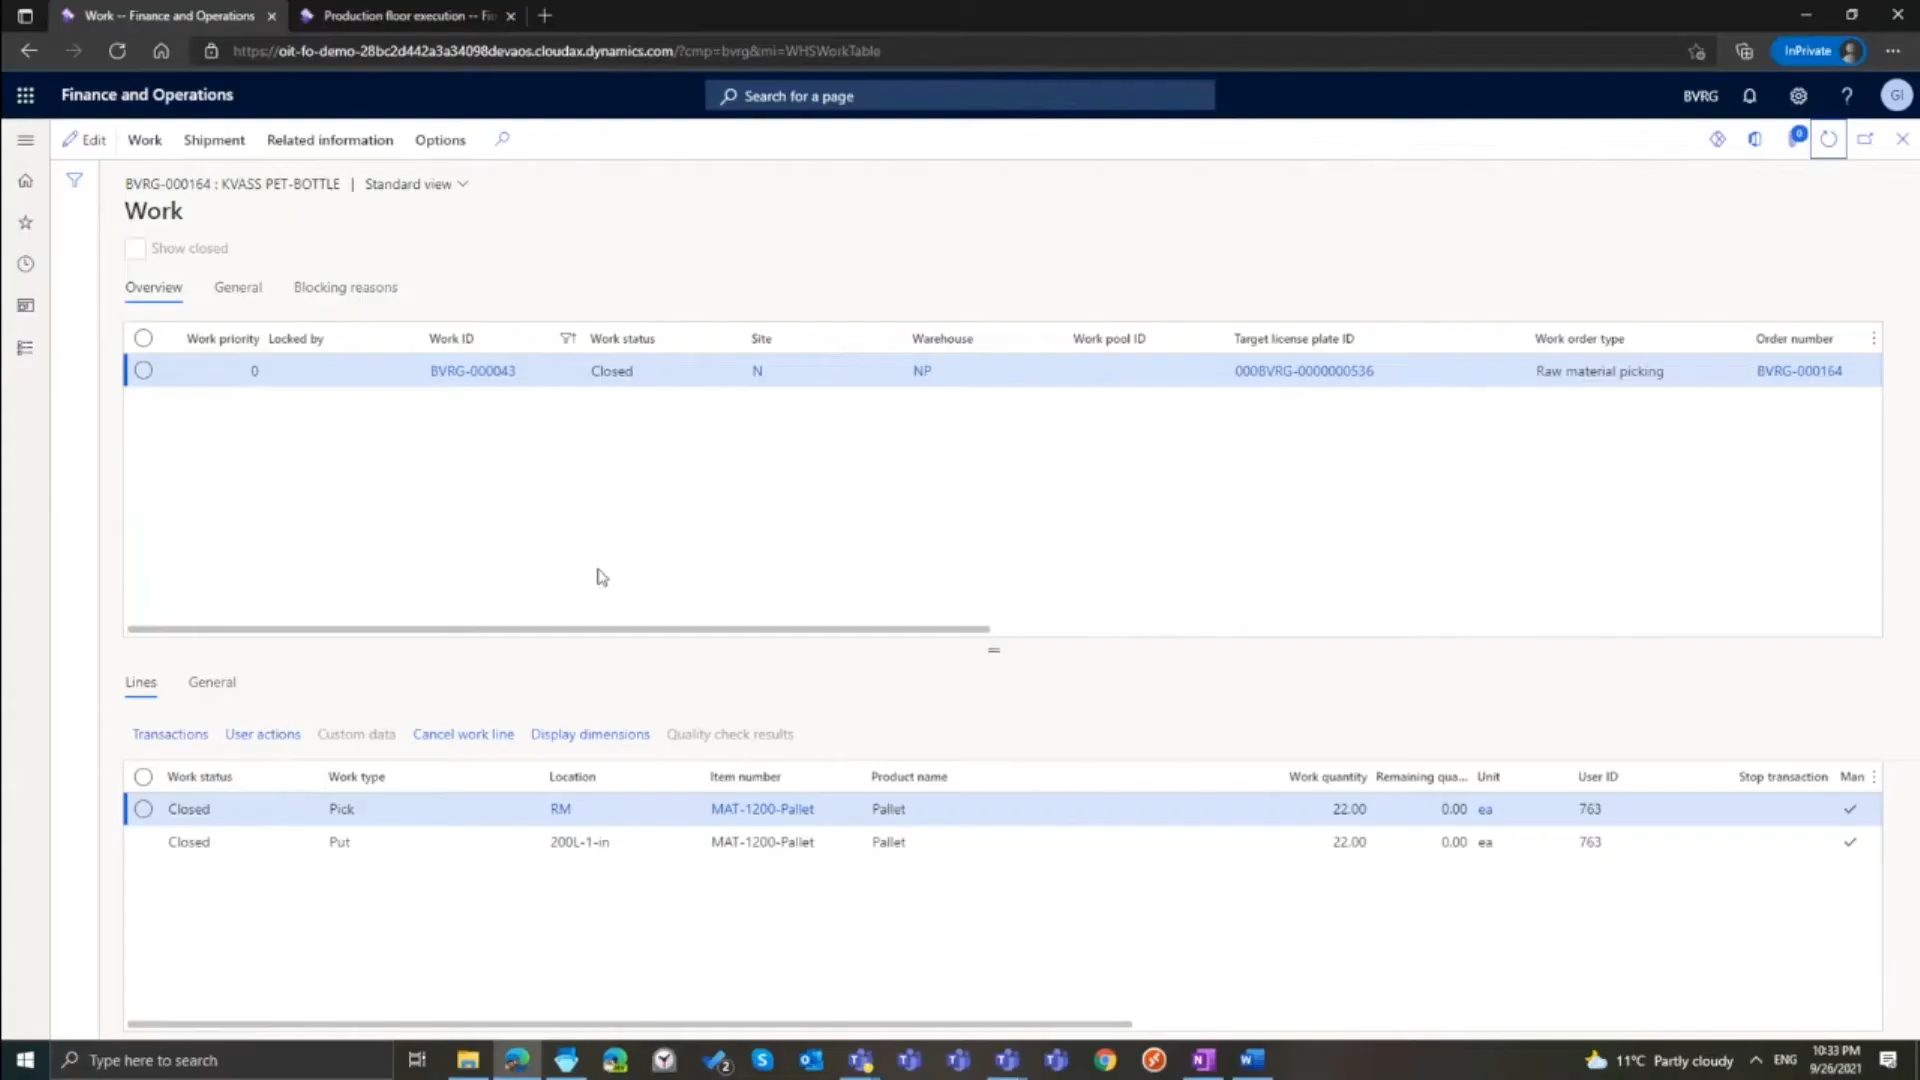 Work -- Finance and Operations
Production floor execution -- Fi
https://oit-fo-demo-28bc2d442a3a34098devaos.cloudax.dynamics.com/?cmp=bvrg&mi=WHSWorkTable
InPrivate
Finance and Operations
Search for a page
BVRG
?
GI
Edit Work Shipment Related information Options
0
BVRG-000164 : KVASS PET-BOTTLE | Standard view
Work
Show closed
Overview General Blocking reasons
Work priority Locked by Work ID Work status Site Warehouse Work pool ID Target license plate ID Work order type Order number
0 BVRG-000043 Closed N NP 000BVRG-0000000536 Raw material picking BVRG-000164
Lines General
Transactions User actions Custom data Cancel work line Display dimensions Quality check results
Work status Work type Location Item number Product name Work quantity Remaining qua... Unit User ID Stop transaction Man
Closed Pick RM MAT-1200-Pallet Pallet 22.00 0.00 ea 763
Closed Put 200L-1-in MAT-1200-Pallet Pallet 22.00 0.00 ea 763
Type here to search
2
11°C Partly cloudy
ENG
10:33 PM
9/26/2021